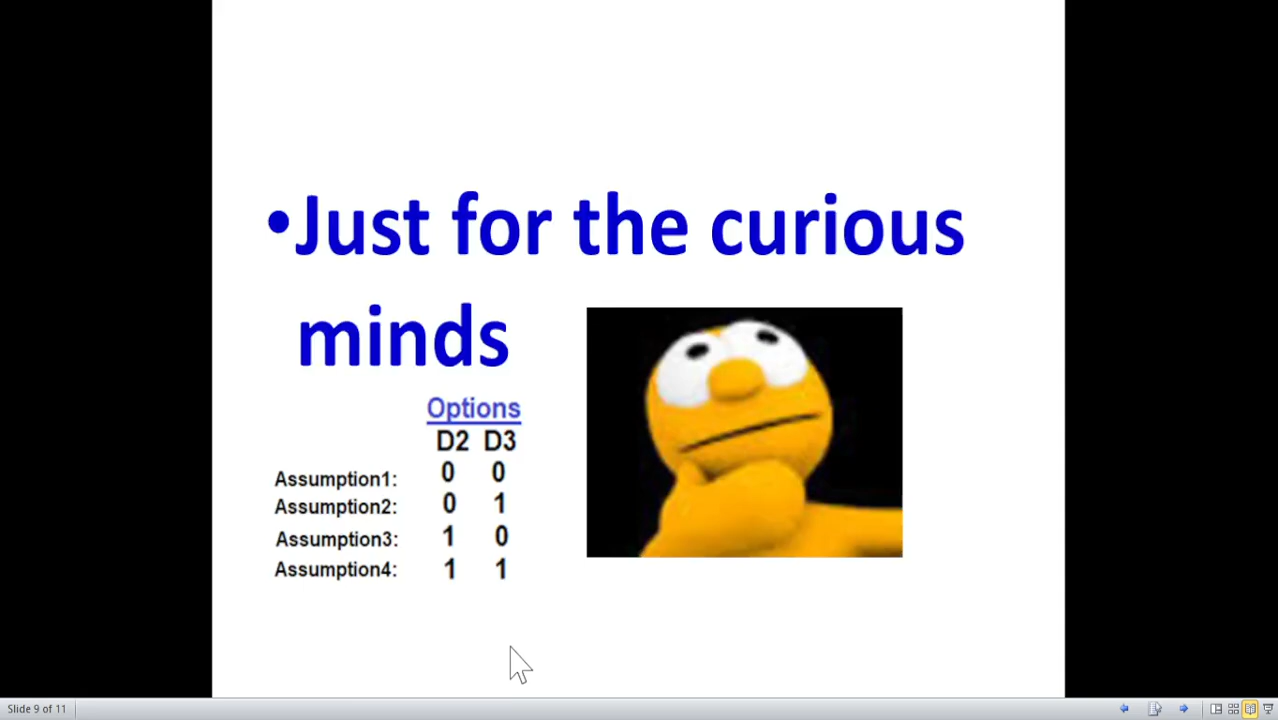 •Just for the curious
minds
Options
D2 D3
Assumption1: 0 0
Assumption2: 0 1
Assumption3: 1 0
Assumption4: 1 1
Slide 9 of 11